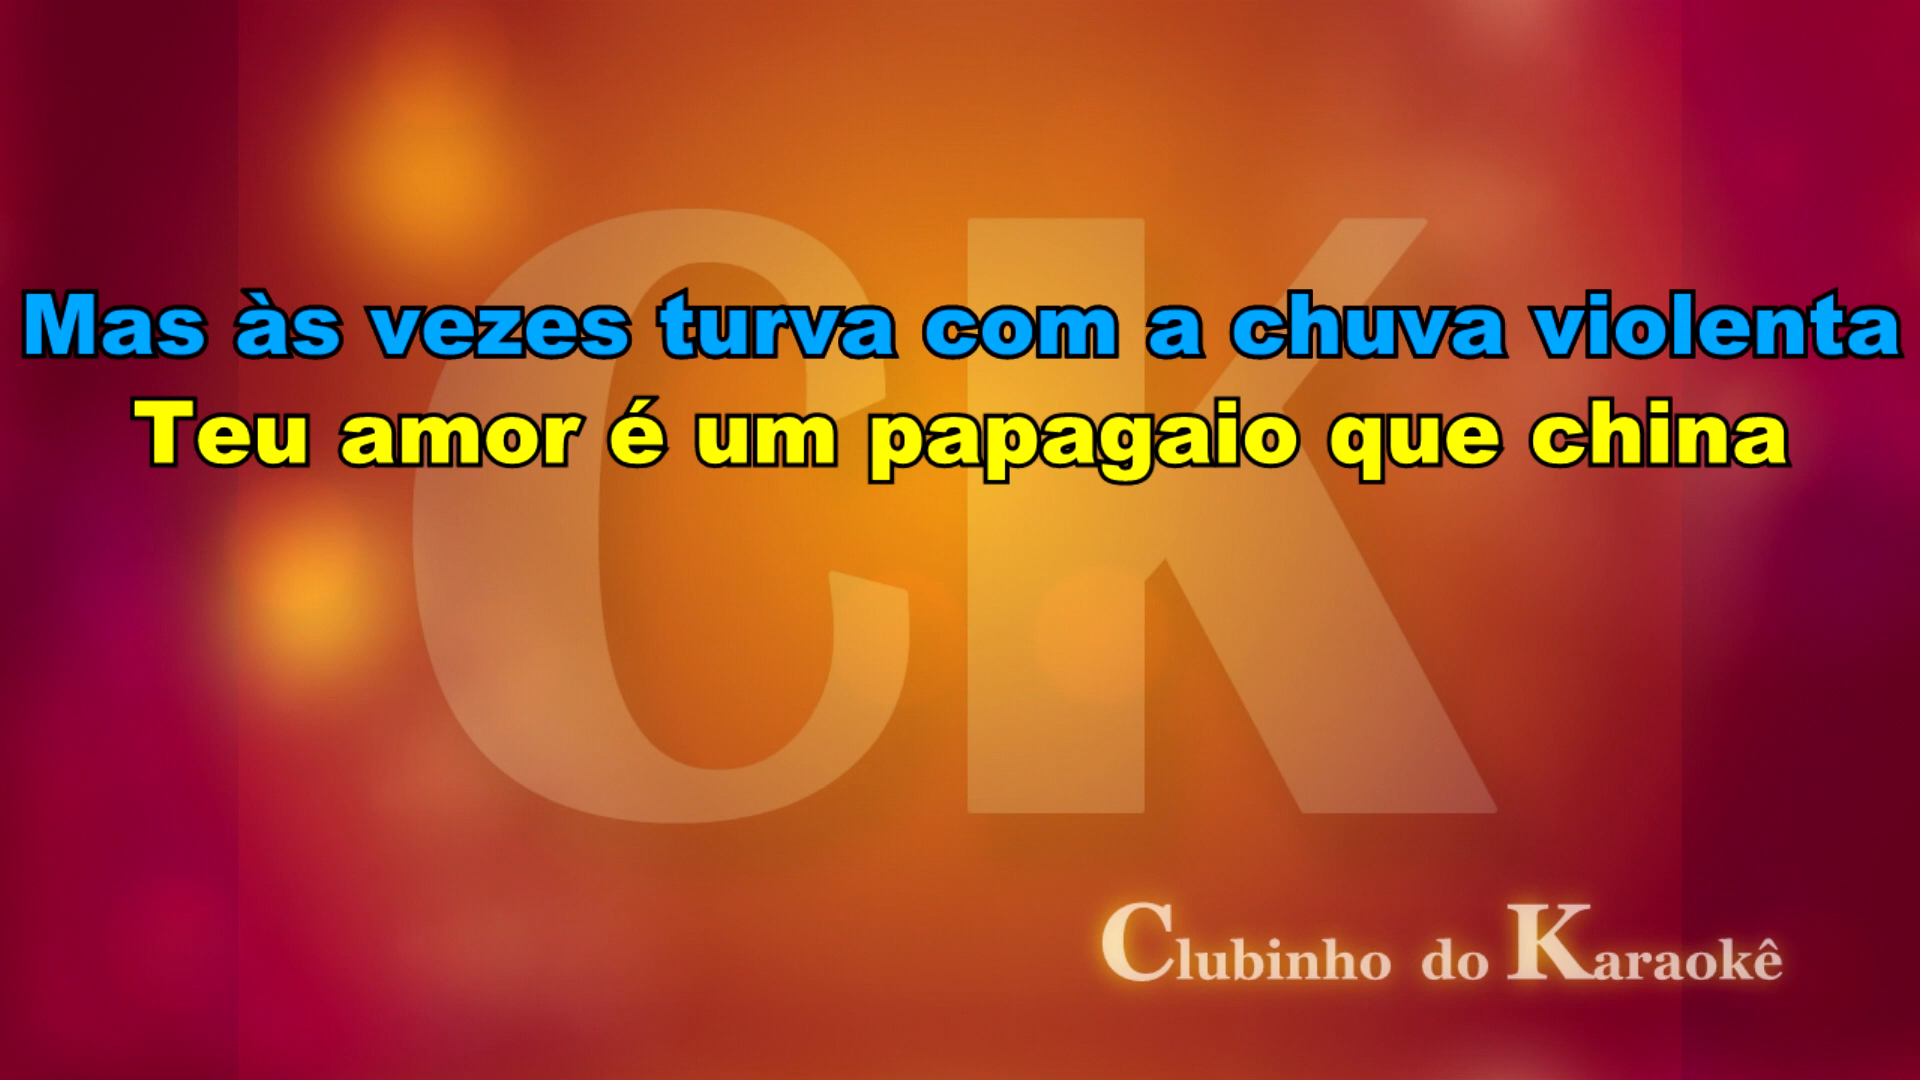 Mas às vezes turva com a chuva violenta
Teu amor é um papagaio que china
CK
Clubinho do Karaokê